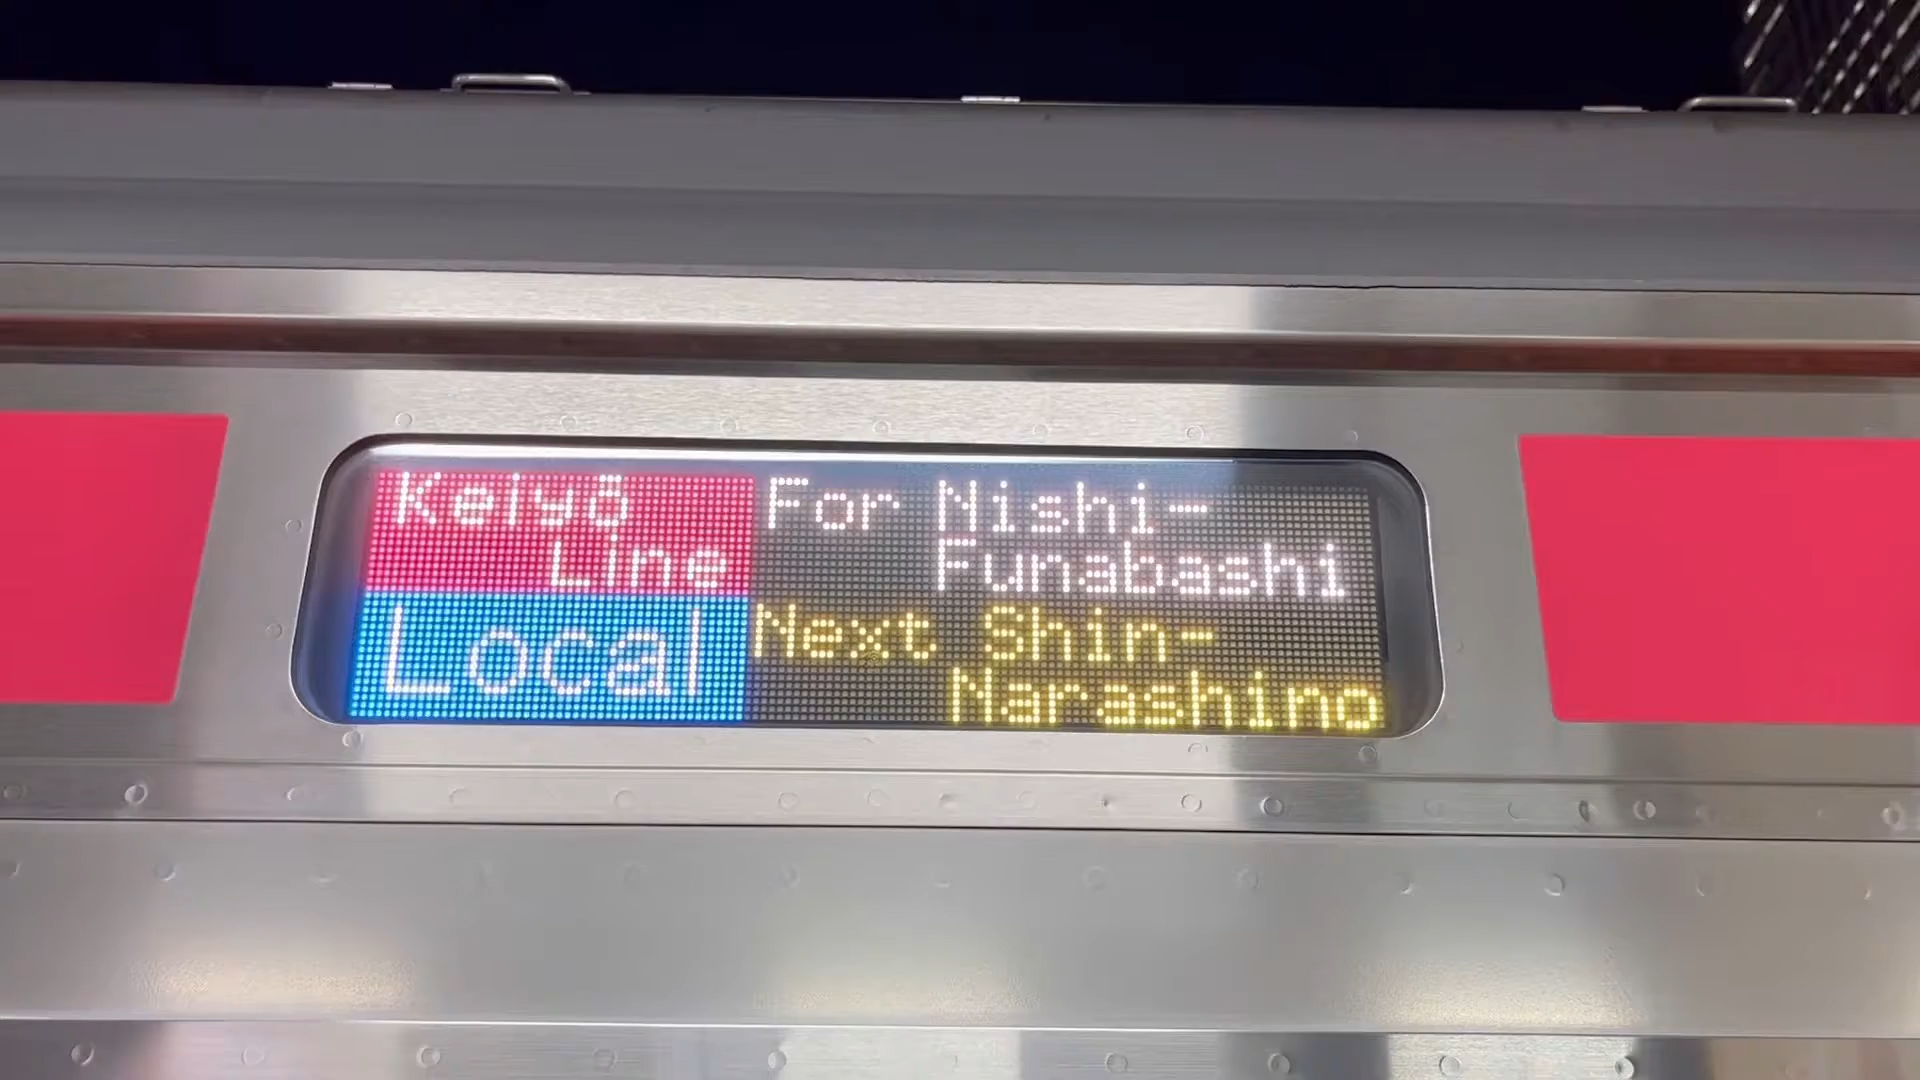 Keiyō
Line
Local
For Nishi-
Funabashi
Next Shin-
Narashino